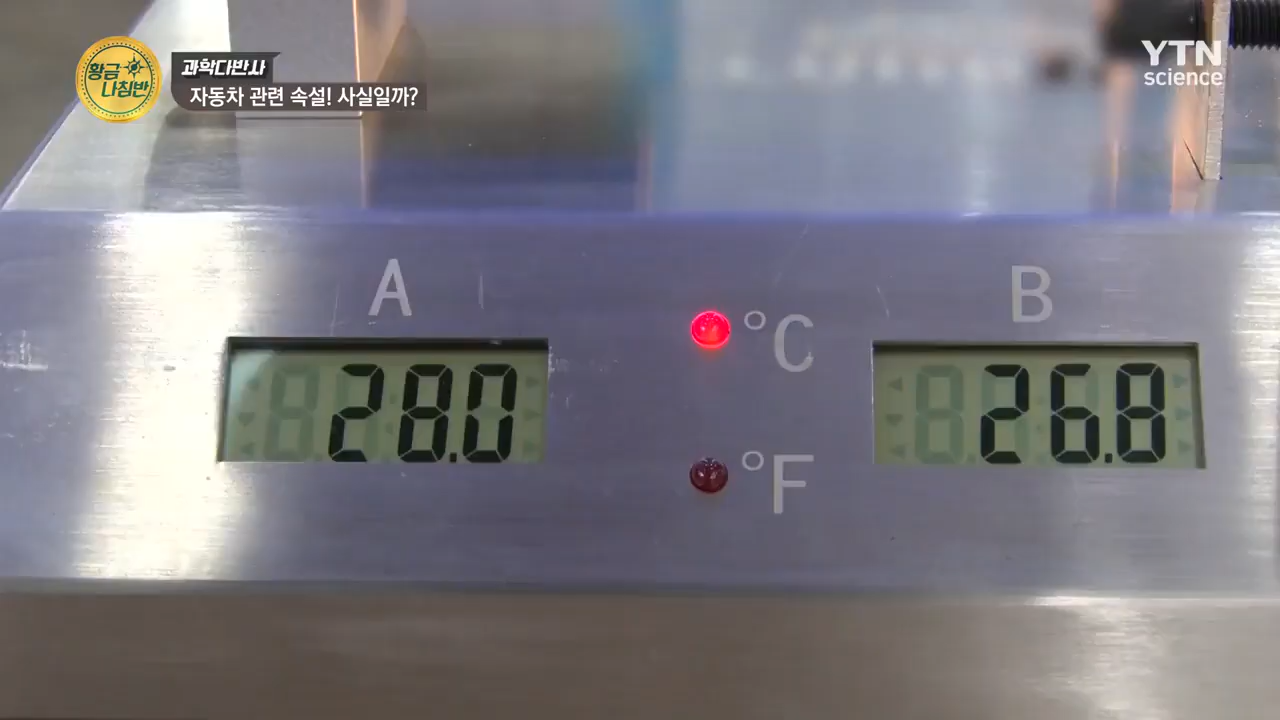 황금
나침반
과학다반사
자동차 관련 속설! 사실일까?
YTN
science
A
B
°C
°F
28.0
26.8